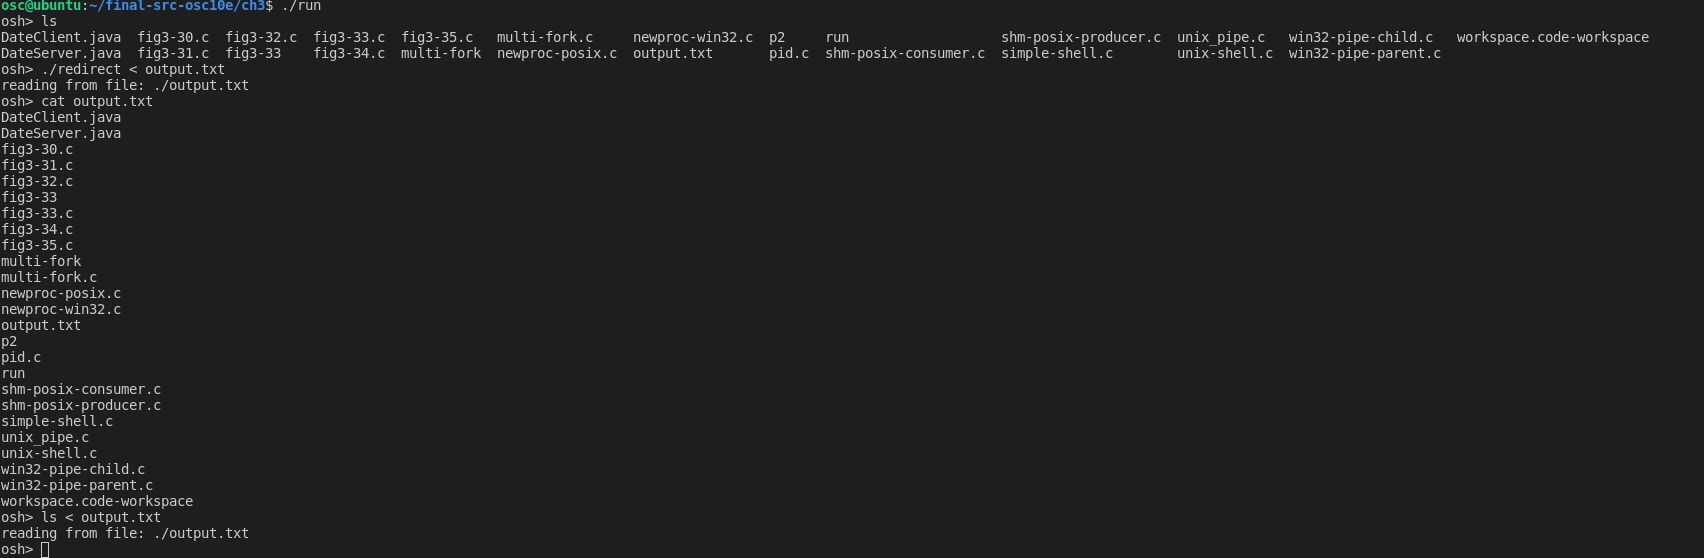 osc@ubuntu:~/final-src-osc10e/ch3$ ./run
osh> ls
DateClient.java  fig3-30.c  fig3-32.c  fig3-33.c  fig3-35.c   multi-fork.c     newproc-win32.c  p2     run                   shm-posix-producer.c  unix_pipe.c   win32-pipe-child.c   workspace.code-workspace
DateServer.java  fig3-31.c  fig3-33    fig3-34.c  multi-fork  newproc-posix.c  output.txt       pid.c  shm-posix-consumer.c  simple-shell.c        unix-shell.c  win32-pipe-parent.c
osh> ./redirect < output.txt
reading from file: ./output.txt
osh> cat output.txt
DateClient.java
DateServer.java
fig3-30.c
fig3-31.c
fig3-32.c
fig3-33
fig3-33.c
fig3-34.c
fig3-35.c
multi-fork
multi-fork.c
newproc-posix.c
newproc-win32.c
output.txt
p2
pid.c
run
shm-posix-consumer.c
shm-posix-producer.c
simple-shell.c
unix_pipe.c
unix-shell.c
win32-pipe-child.c
win32-pipe-parent.c
workspace.code-workspace
osh> ls < output.txt
reading from file: ./output.txt
osh>